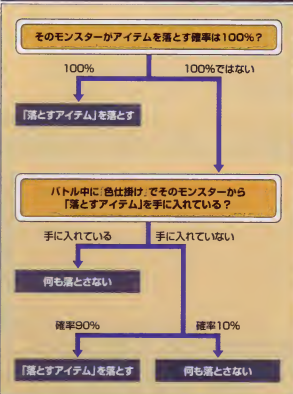 そのモンスターがアイテムを落とす確率は100%？
100%
100%ではない
「落とすアイテム」を落とす
バトル中に「色仕掛け」でそのモンスターから
「落とすアイテム」を手に入れている？
手に入れている
手に入れていない
何も落とさない
確率90%
確率10%
「落とすアイテム」を落とす
何も落とさない